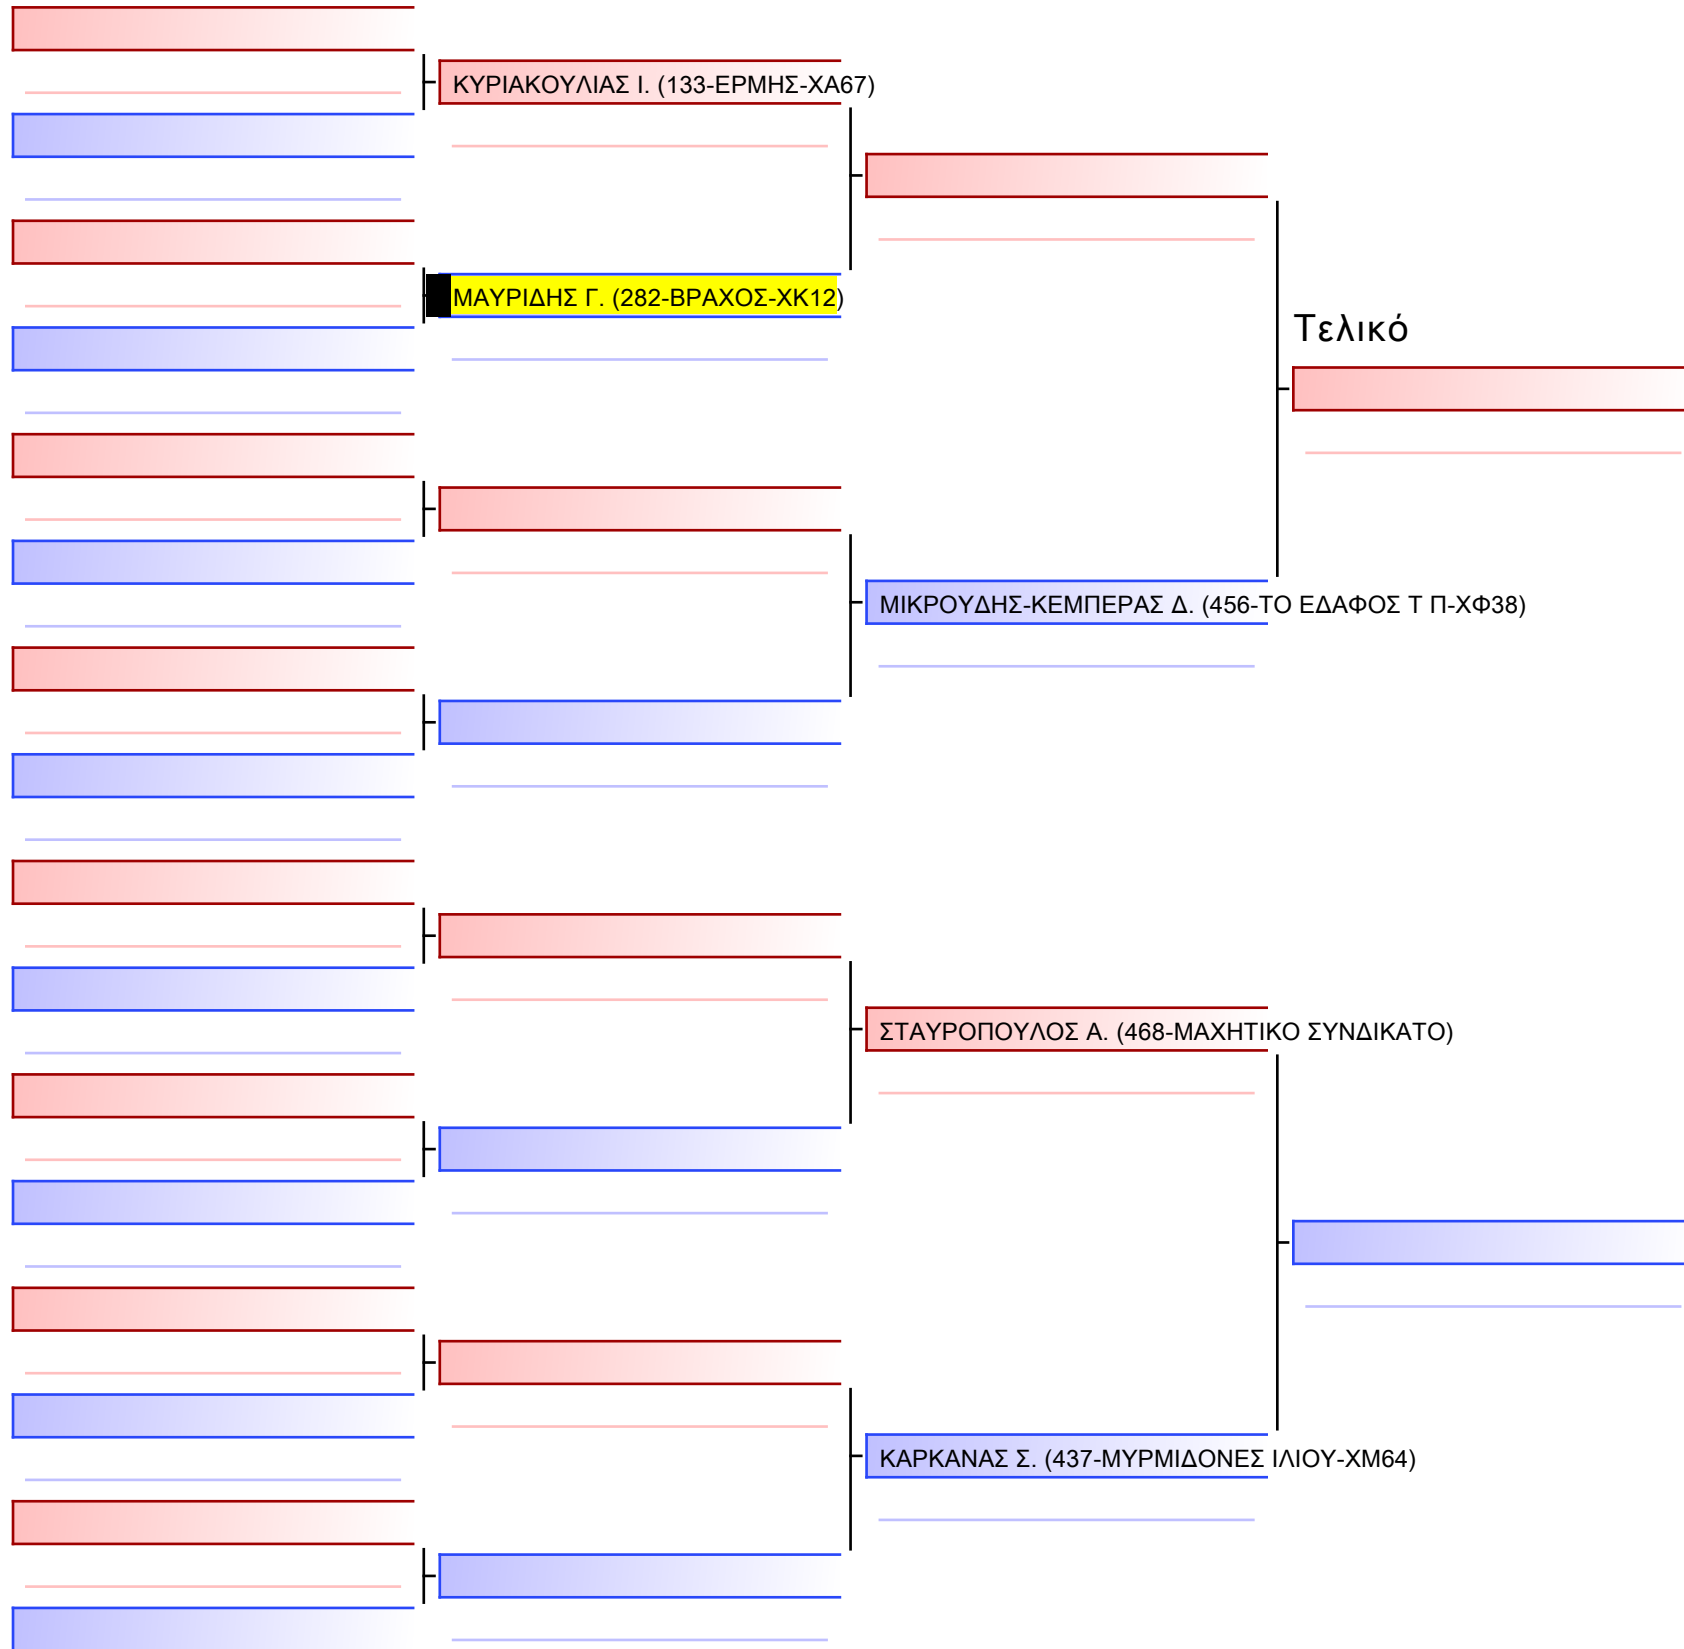 ΚΥΡΙΑΚΟΥΛΙΑΣ Ι. (133-ΕΡΜΗΣ-ΧΑ67)
ΜΑΥΡΙΔΗΣ Γ. (282-ΒΡΑΧΟΣ-ΧΚ12)
Τελικό
ΜΙΚΡΟΥΔΗΣ-ΚΕΜΠΕΡΑΣ Δ. (456-ΤΟ ΕΔΑΦΟΣ Τ Π-ΧΦ38)
ΣΤΑΥΡΟΠΟΥΛΟΣ Α. (468-ΜΑΧΗΤΙΚΟ ΣΥΝΔΙΚΑΤΟ)
ΚΑΡΚΑΝΑΣ Σ. (437-ΜΥΡΜΙΔΟΝΕΣ ΙΛΙΟΥ-ΧΜ64)